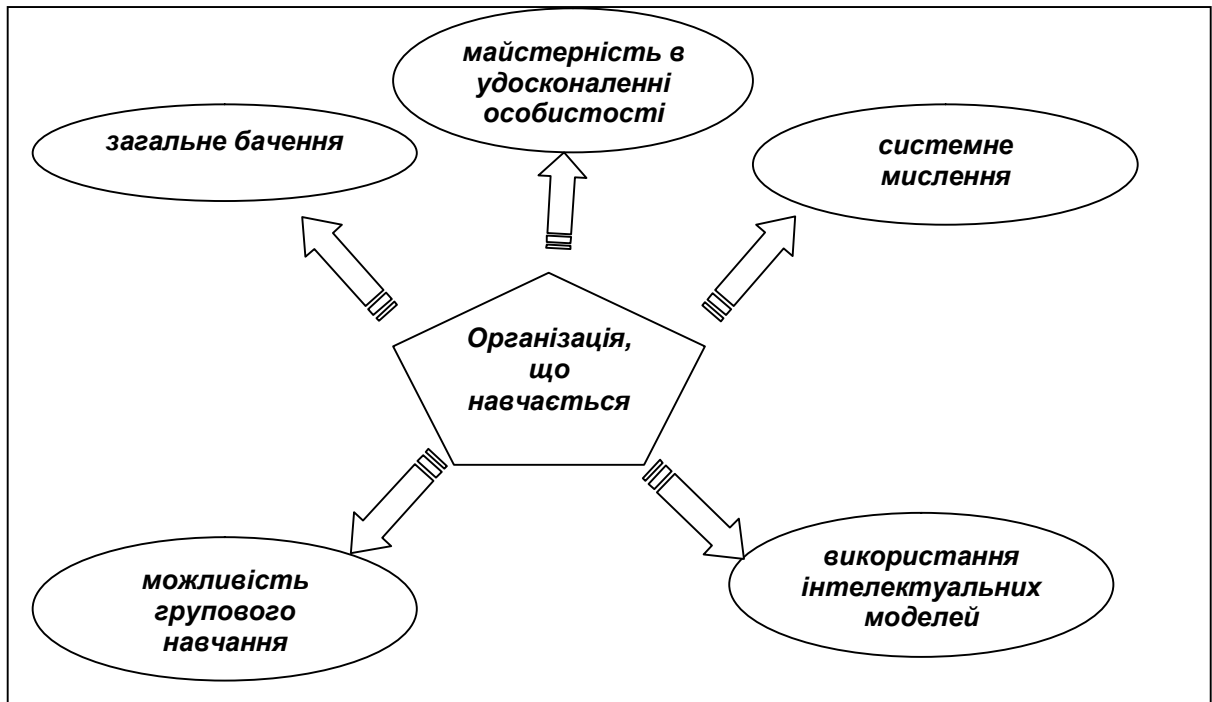 майстерність в
удосконаленні
особистості
загальне бачення
системне
мислення
Організація,
що
навчається
можливість
групового
навчання
використання
інтелектуальних
моделей